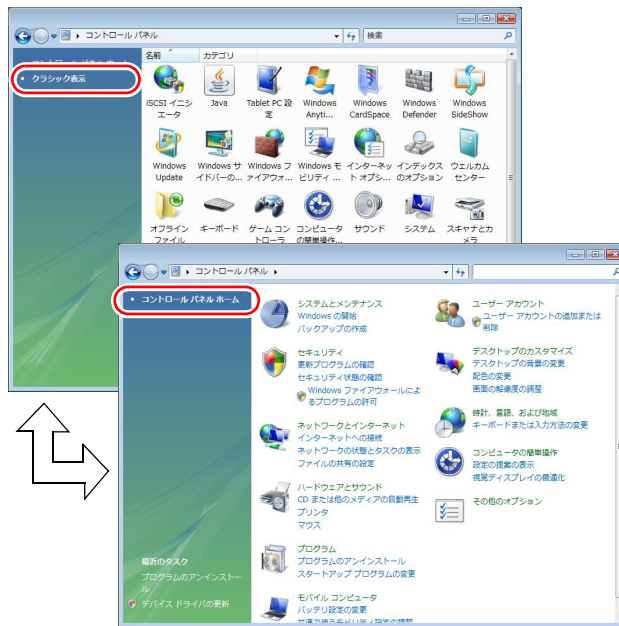 コントロール パネル
検索
クラシック表示
名前
カテゴリ
iSCSI イニシエータ
Java
Tablet PC 設定
Windows Anyti...
Windows CardSpace
Windows Defender
Windows SideShow
Windows Update
Windows サイドバーの...
Windows ファイアウォ...
Windows モビリティ ...
インターネット オプシ...
インデックスのオプション
ウェルカム センター
オフライン ファイル
キーボード
ゲーム コントローラ
コンピュータの簡単操作...
サウンド
システム
スキャナとカメラ
コントロール パネル
コントロール パネル ホーム
システムとメンテナンス
Windows の開始
バックアップの作成
セキュリティ
更新プログラムの確認
セキュリティ状態の確認
Windows ファイアウォールによ
るプログラムの許可
ネットワークとインターネット
インターネットへの接続
ネットワークの状態とタスクの表示
ファイルの共有の設定
ハードウェアとサウンド
CD または他のメディアの自動再生
プリンタ
マウス
プログラム
プログラムのアンインストール
スタートアップ プログラムの変更
モバイル コンピュータ
バッテリ設定の変更
共通で使うモビリティ設定の調整
ユーザー アカウント
ユーザー アカウントの追加または
削除
デスクトップのカスタマイズ
デスクトップの背景の変更
配色の変更
画面の解像度の調整
時計、言語、および地域
キーボードまたは入力方法の変更
コンピュータの簡単操作
設定の提案の表示
視覚ディスプレイの最適化
その他のオプション
最近のタスク
プログラムのアンインストー
ル
デバイス ドライバの更新